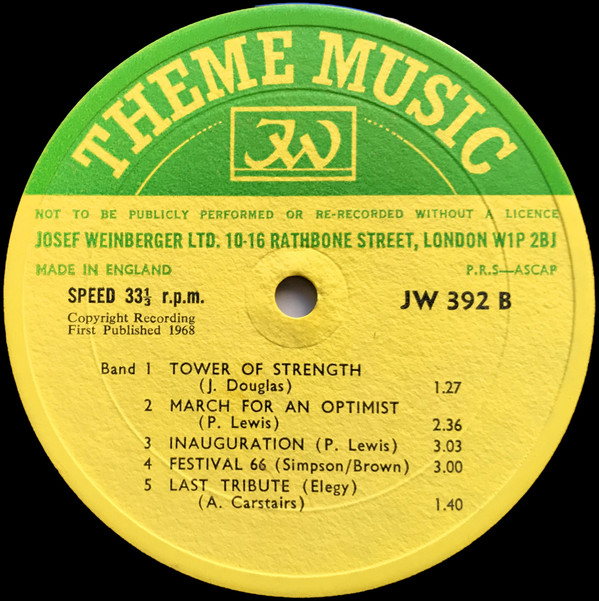 THEME MUSIC
JW
NOT TO BE PUBLICLY PERFORMED OR RE-RECORDED WITHOUT A LICENCE
JOSEF WEINBERGER LTD. 10-16 RATHBONE STREET, LONDON W1P 2BJ
MADE IN ENGLAND P.R.S—ASCAP
SPEED 33⅓ r.p.m. JW 392 B
Copyright Recording
First Published 1968
Band 1 TOWER OF STRENGTH
(J. Douglas) 1.27
2 MARCH FOR AN OPTIMIST
(P. Lewis) 2.36
3 INAUGURATION (P. Lewis) 3.03
4 FESTIVAL 66 (Simpson/Brown) 3.00
5 LAST TRIBUTE (Elegy)
(A. Carstairs) 1.40